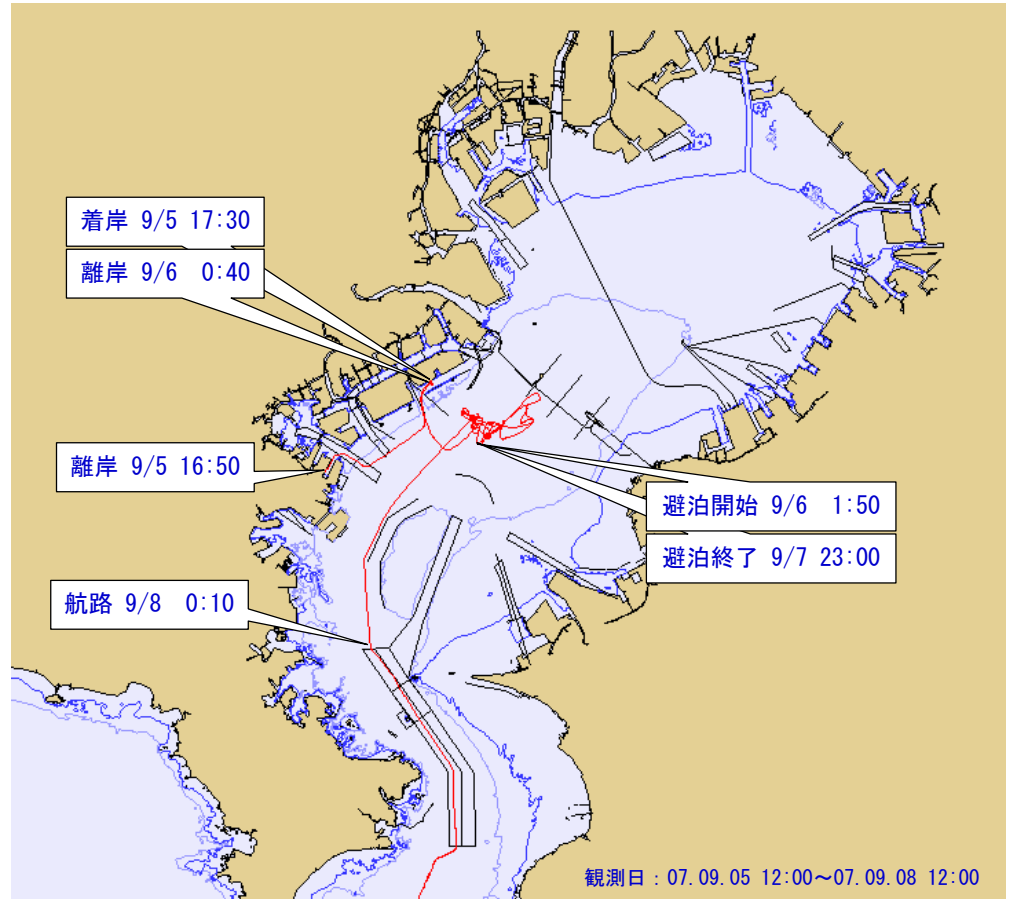 着岸 9/5 17:30
離岸 9/6 0:40
離岸 9/5 16:50
避泊開始 9/6 1:50
避泊終了 9/7 23:00
航路 9/8 0:10
観測日：07.09.05 12:00～07.09.08 12:00